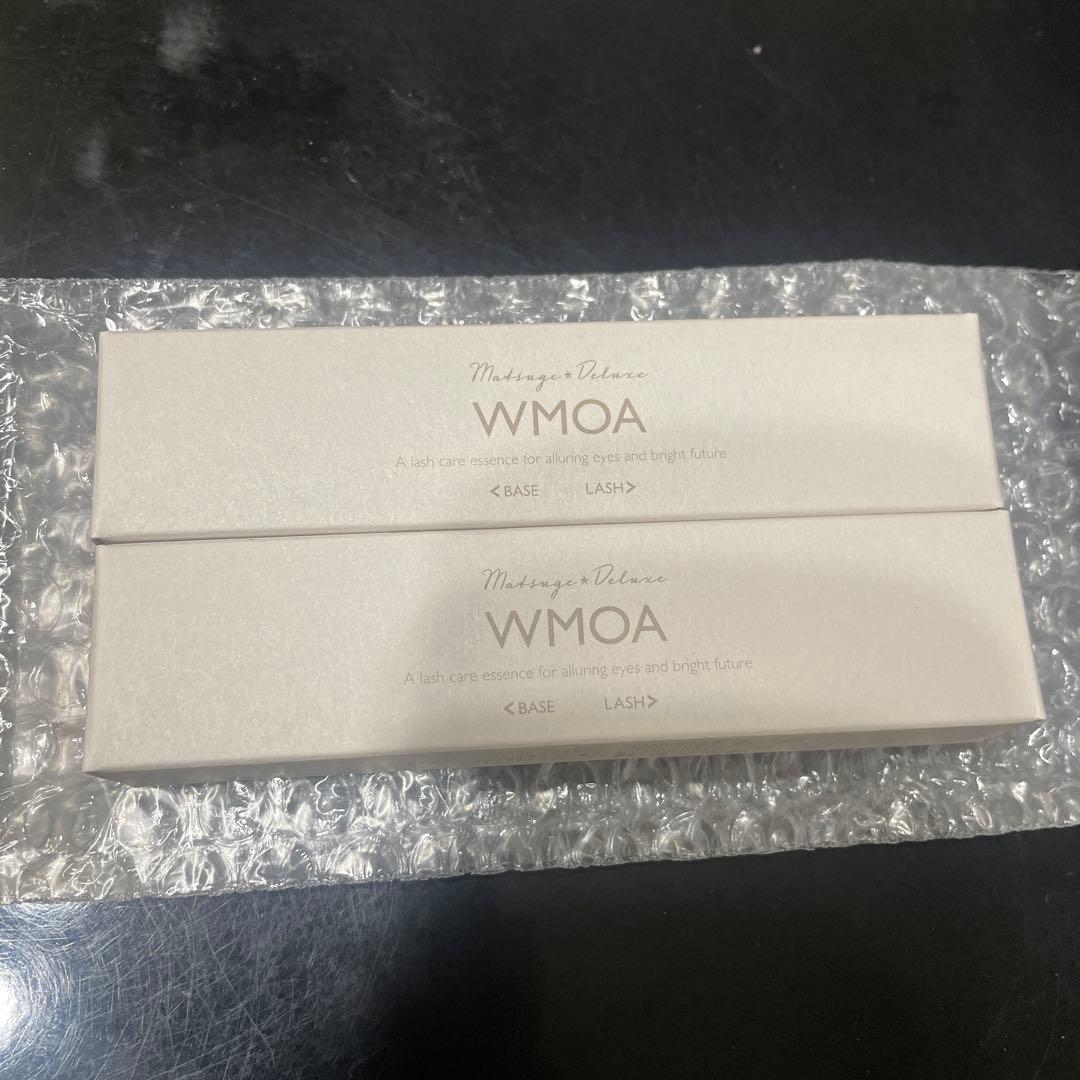 Matsuge★Deluxe
WMOA
A lash care essence for alluring eyes and bright future
<BASE LASH>
Matsuge★Deluxe
WMOA
A lash care essence for alluring eyes and bright future
<BASE LASH>